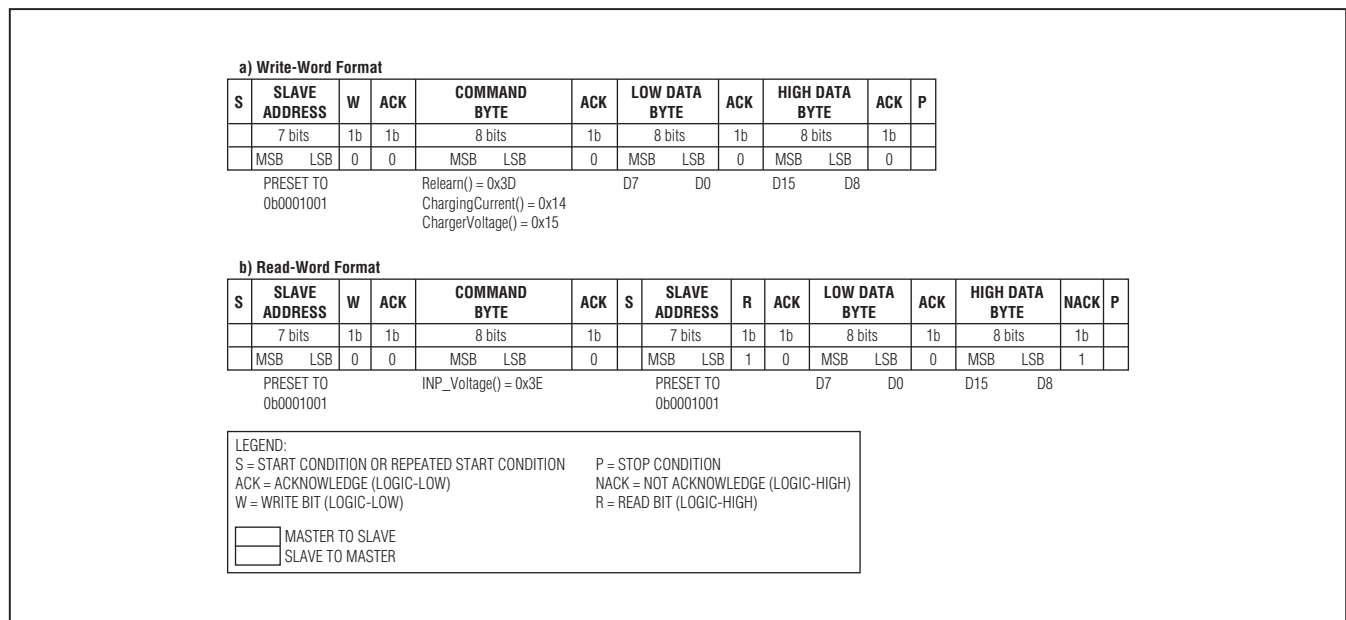 a) Write-Word Format
S SLAVE ADDRESS W ACK COMMAND BYTE ACK LOW DATA BYTE ACK HIGH DATA BYTE ACK P
7 bits 1b 1b 8 bits 1b 8 bits 1b 8 bits 1b
MSB LSB 0 0 MSB LSB 0 MSB LSB 0 MSB LSB 0
PRESET TO Relearn() = 0x3D D7 D0 D15 D8
0b0001001 ChargingCurrent() = 0x14
ChargerVoltage() = 0x15
b) Read-Word Format
S SLAVE ADDRESS W ACK COMMAND BYTE ACK S SLAVE ADDRESS R ACK LOW DATA BYTE ACK HIGH DATA BYTE NACK P
7 bits 1b 1b 8 bits 1b 7 bits 1b 1b 8 bits 1b 8 bits 1b
MSB LSB 0 0 MSB LSB 0 MSB LSB 1 0 MSB LSB 0 MSB LSB 1
PRESET TO INP_Voltage() = 0x3E PRESET TO D7 D0 D15 D8
0b0001001 0b0001001
LEGEND:
S = START CONDITION OR REPEATED START CONDITION P = STOP CONDITION
ACK = ACKNOWLEDGE (LOGIC-LOW) NACK = NOT ACKNOWLEDGE (LOGIC-HIGH)
W = WRITE BIT (LOGIC-LOW) R = READ BIT (LOGIC-HIGH)
MASTER TO SLAVE
SLAVE TO MASTER